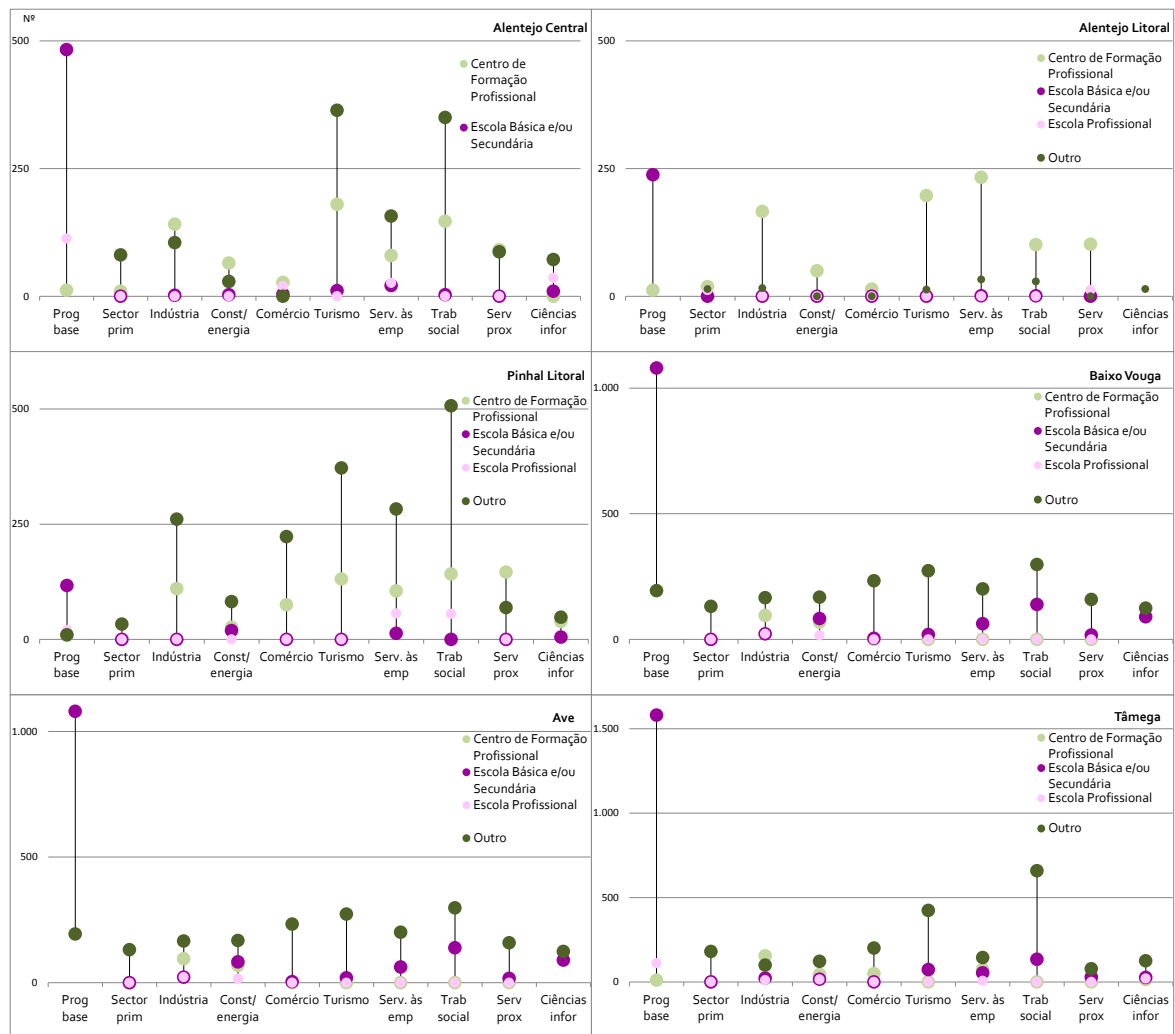 Nº
Alentejo Central
500
250
0
Centro de
Formação
Profissional
Escola Básica e/ou
Secundária
Prog
base
Sector
prim
Indústria
Const/
energia
Comércio
Turismo
Serv. às
emp
Trab
social
Serv
prox
Ciências
infor
Alentejo Litoral
500
250
0
Centro de Formação
Profissional
Escola Básica e/ou
Secundária
Escola Profissional
Outro
Prog
base
Sector
prim
Indústria
Const/
energia
Comércio
Turismo
Serv. às
emp
Trab
social
Serv
prox
Ciências
infor
Pinhal Litoral
500
250
0
Centro de Formação
Profissional
Escola Básica e/ou
Secundária
Escola Profissional
Outro
Prog
base
Sector
prim
Indústria
Const/
energia
Comércio
Turismo
Serv. às
emp
Trab
social
Serv
prox
Ciências
infor
Baixo Vouga
1.000
500
0
Centro de Formação
Profissional
Escola Básica e/ou
Secundária
Escola Profissional
Outro
Prog
base
Sector
prim
Indústria
Const/
energia
Comércio
Turismo
Serv. às
emp
Trab
social
Serv
prox
Ciências
infor
Ave
1.000
500
0
Centro de Formação
Profissional
Escola Básica e/ou
Secundária
Escola Profissional
Outro
Prog
base
Sector
prim
Indústria
Const/
energia
Comércio
Turismo
Serv. às
emp
Trab
social
Serv
prox
Ciências
infor
Tâmega
1.500
1.000
500
0
Centro de Formação
Profissional
Escola Básica e/ou
Secundária
Escola Profissional
Outro
Prog
base
Sector
prim
Indústria
Const/
energia
Comércio
Turismo
Serv. às
emp
Trab
social
Serv
prox
Ciências
infor